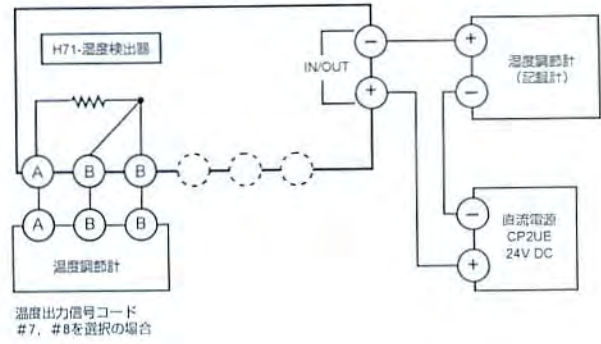 H71-湿度検出器
IN/OUT
−
+
+
−
湿度調節計
(記録計)
A
B
B
A
B
B
温度調節計
−
+
直流電源
CP2UE
24V DC
温度出力信号コード
#7, #8を選択の場合